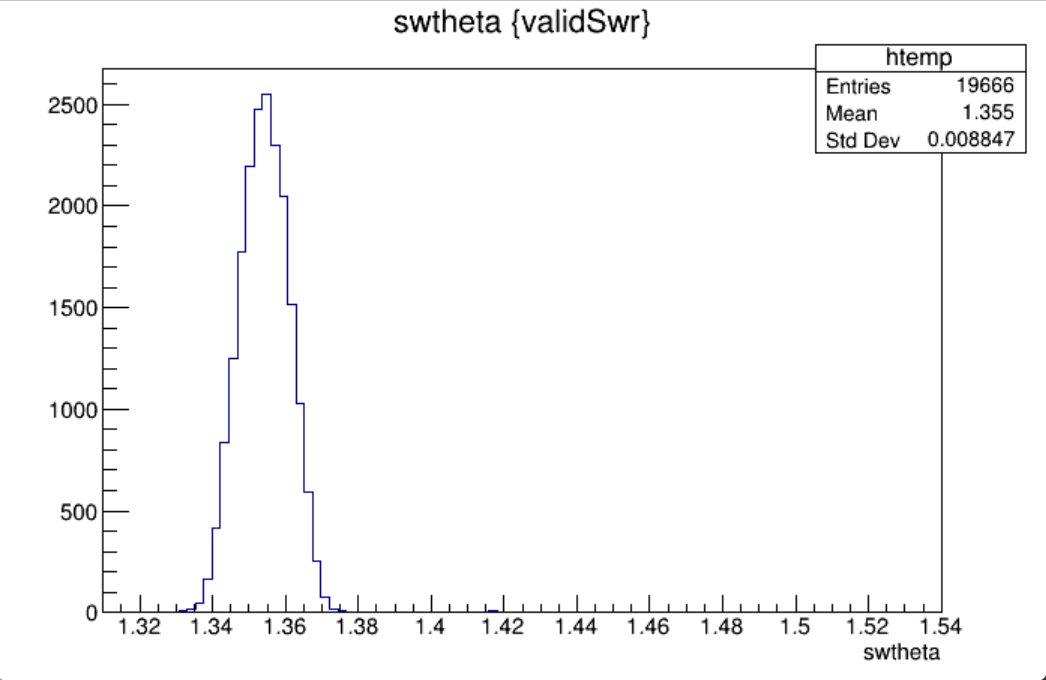 swtheta {validSwr}
htemp
Entries 19666
Mean 1.355
Std Dev 0.008847
2500
2000
1500
1000
500
0
1.32 1.34 1.36 1.38 1.4 1.42 1.44 1.46 1.48 1.5 1.52 1.54
swtheta